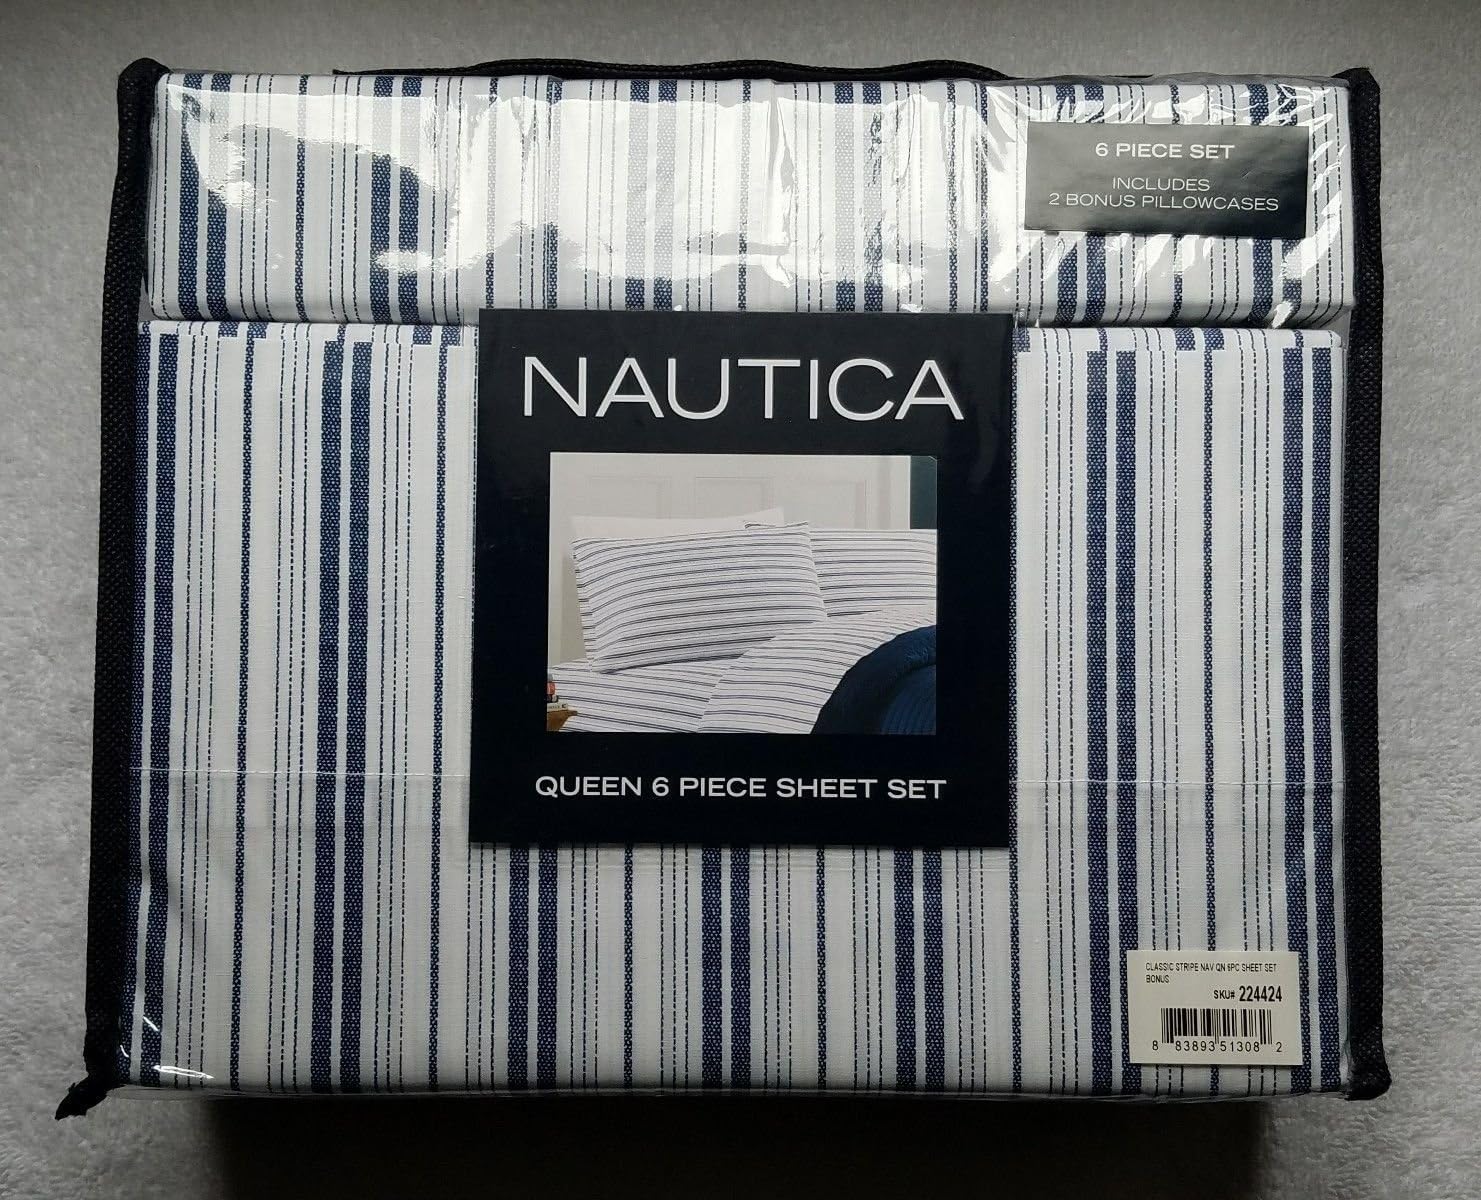 6 PIECE SET
INCLUDES
2 BONUS PILLOWCASES
NAUTICA
QUEEN 6 PIECE SHEET SET
CLASSIC STRIPE NAV QN 6PC SHEET SET
BONUS
SKU# 224424
8 83893 51308 2